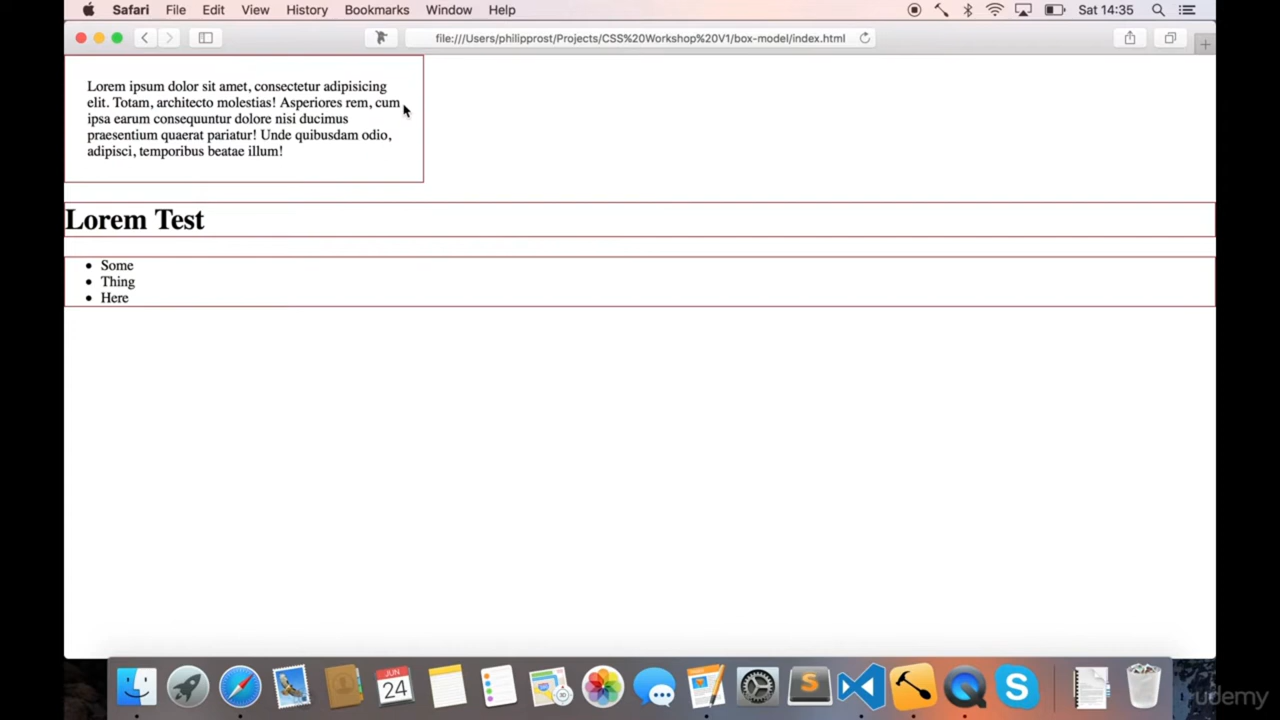 Safari File Edit View History Bookmarks Window Help Sat 14:35
file:///Users/philipprost/Projects/CSS%20Workshop%20V1/box-model/index.html
Lorem ipsum dolor sit amet, consectetur adipisicing
elit. Totam, architecto molestias! Asperiores rem, cum
ipsa earum consequuntur dolore nisi ducimus
praesentium quaerat pariatur! Unde quibusdam odio,
adipisci, temporibus beatae illum!
Lorem Test
Some
Thing
Here
JUN
24
udemy